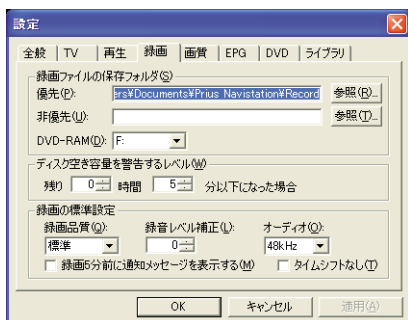 設定
全般 TV 再生 録画 画質 EPG DVD ライブラリ
録画ファイルの保存フォルダ(S)
優先(P): ers¥Documents¥Prius Navistation¥Record 参照(R)...
非優先(U): 参照(T)...
DVD-RAM(D): F:
ディスク空き容量を警告するレベル(W)
残り 0 時間 5 分以下になった場合
録画の標準設定
録画品質(Q): 録音レベル補正(L): オーディオ(O):
標準 0 48kHz
録画5分前に通知メッセージを表示する(M) タイムシフトなし(T)
OK キャンセル 適用(A)